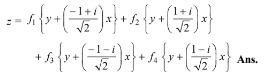 z = f₁ { y + ( (−1 + i) / √2 ) x } + f₂ { y + ( (1 + i) / √2 ) x }
+ f₃ { y + ( (−1 − i) / √2 ) x } + f₄ { y + ( (1 − i) / √2 ) x } Ans.